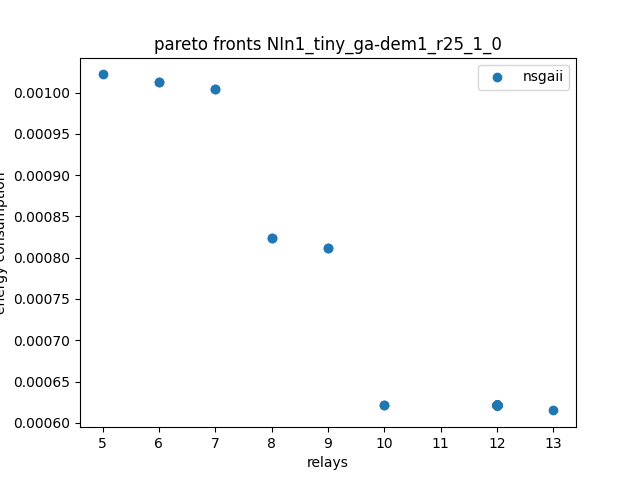 pareto fronts NIn1_tiny_ga-dem1_r25_1_0
nsgaii
0.00100
0.00095
0.00090
0.00085
0.00080
0.00075
0.00070
0.00065
0.00060
energy consumption
5 6 7 8 9 10 11 12 13
relays